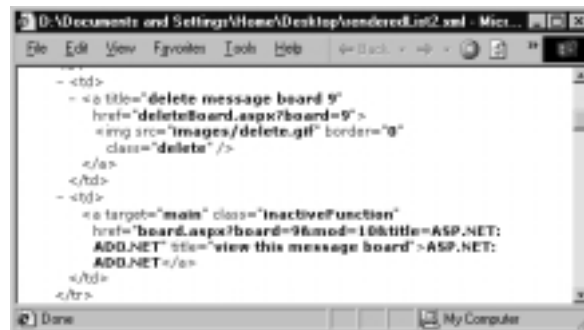 D:\Documents and Settings\Home\Desktop\renderedList2.xml - Micr...
File Edit View Favorites Tools Help Back »
- <td>
- <a title="delete message board 9"
href="deleteBoard.aspx?board=9">
<img src="images/delete.gif" border="0"
class="delete" />
</a>
</td>
- <td>
<a target="main" class="inactiveFunction"
href="board.aspx?board=9&mod=10&title=ASP.NET:
ADO.NET" title="view this message board">ASP.NET:
ADO.NET</a>
</td>
</tr>
Done My Computer